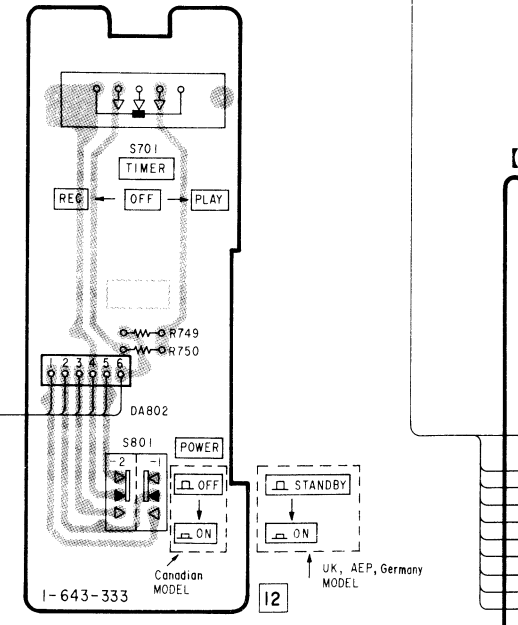 S701
TIMER
REC OFF PLAY
R749
R750
1 2 3 4 5 6
DA802
S801
POWER
-2 -1
OFF
STANDBY
ON
ON
Canadian
MODEL
UK, AEP, Germany
MODEL
1-643-333
12